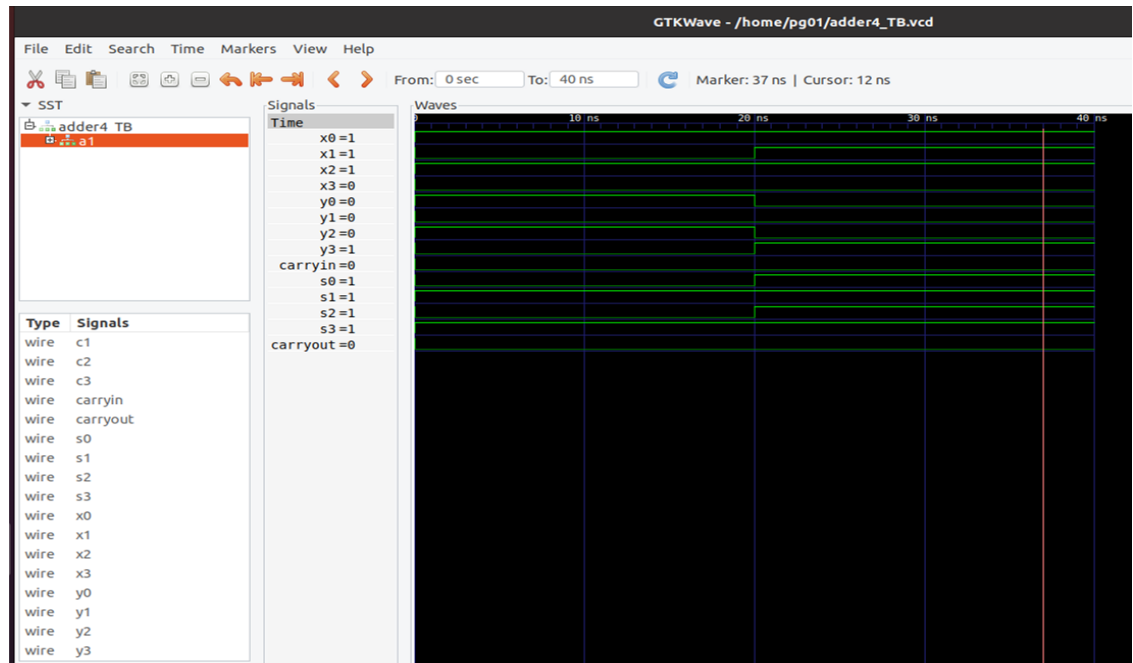 GTKWave - /home/pg01/adder4_TB.vcd
File Edit Search Time Markers View Help
From: 0 sec To: 40 ns Marker: 37 ns | Cursor: 12 ns
SST
adder4_TB
a1
Type Signals
wire c1
wire c2
wire c3
wire carryin
wire carryout
wire s0
wire s1
wire s2
wire s3
wire x0
wire x1
wire x2
wire x3
wire y0
wire y1
wire y2
wire y3
Signals
Time
x0=1
x1=1
x2=1
x3=0
y0=0
y1=0
y2=0
y3=1
carryin=0
s0=1
s1=1
s2=1
s3=1
carryout=0
Waves
0 10 ns 20 ns 30 ns 40 ns